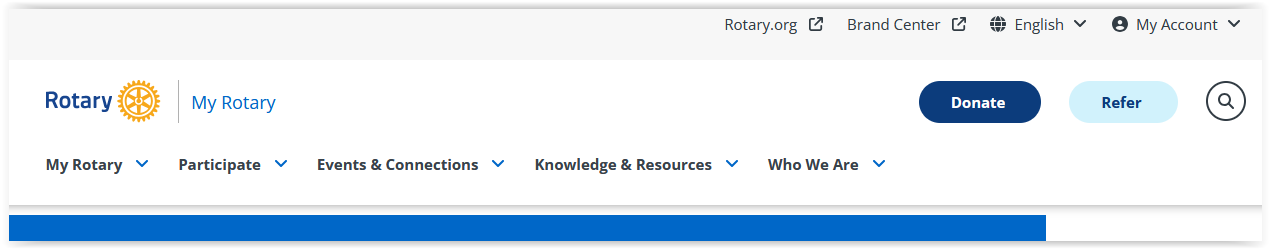 Rotary.org Brand Center English My Account
Rotary My Rotary Donate Refer
My Rotary Participate Events & Connections Knowledge & Resources Who We Are